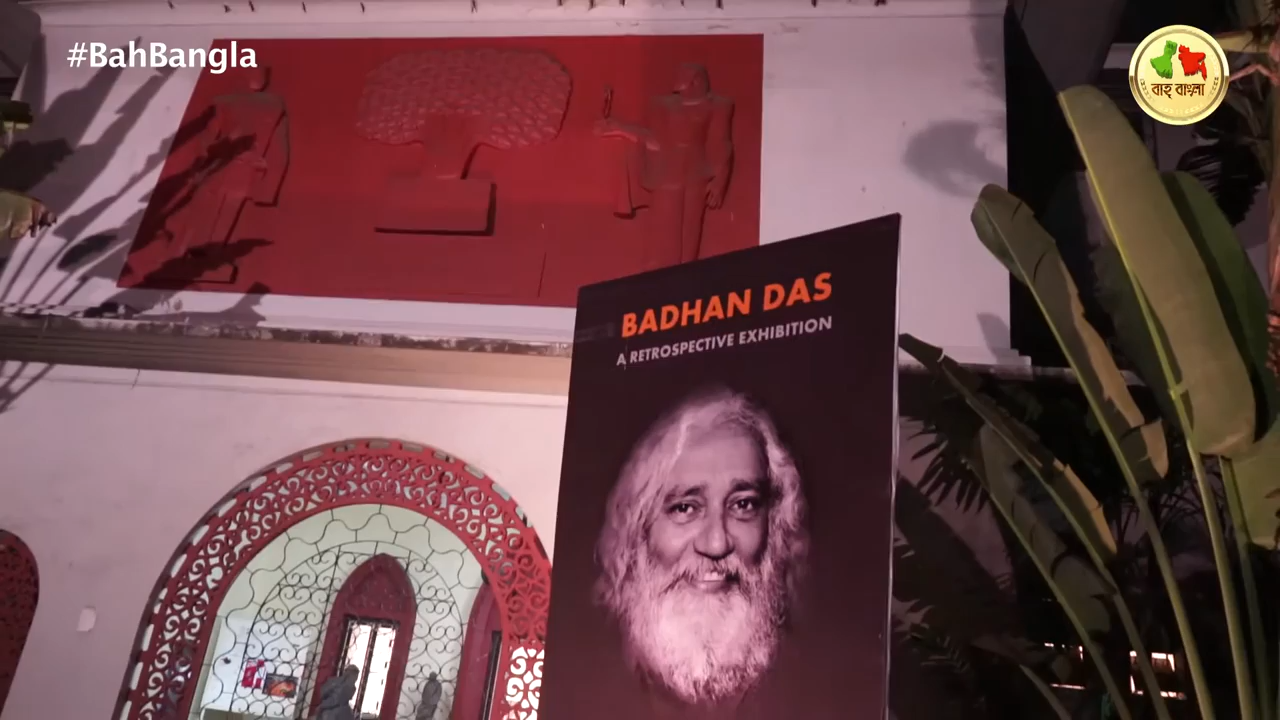 #BahBangla
বাহ্ বাংলা
BADHAN DAS
A RETROSPECTIVE EXHIBITION